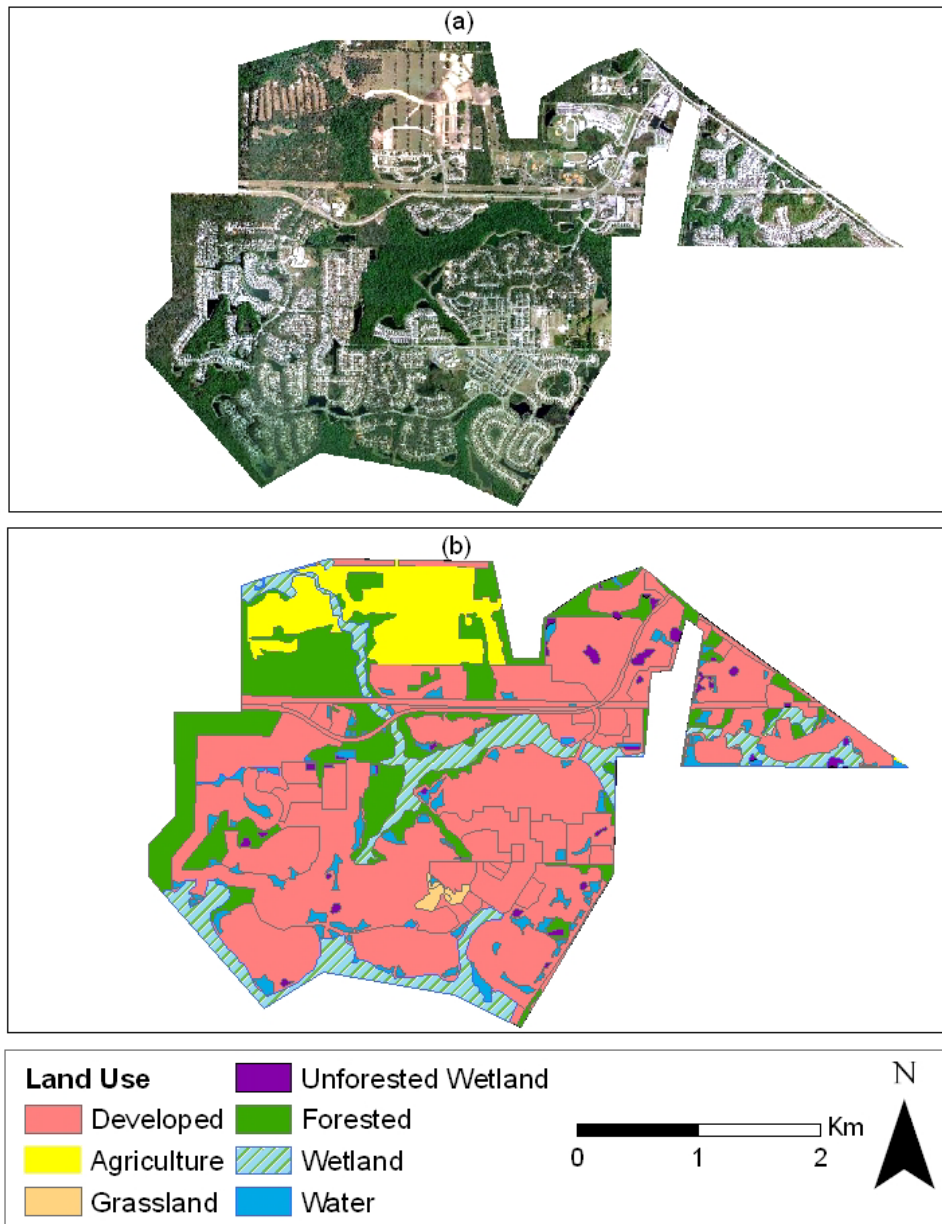 (a)
(b)
Land Use
Developed
Agriculture
Grassland
Unforested Wetland
Forested
Wetland
Water
Km
0 1 2
N